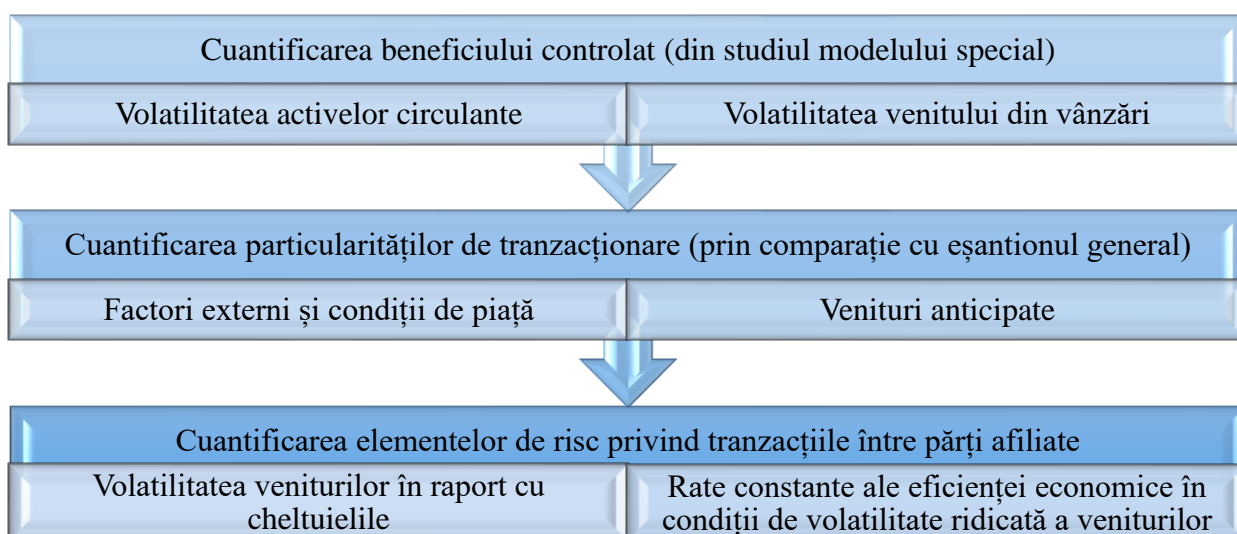 Cuantificarea beneficiului controlat (din studiul modelului special)
Volatilitatea activelor circulante
Volatilitatea venitului din vânzări
Cuantificarea particularităților de tranzacționare (prin comparație cu eșantionul general)
Factori externi și condiții de piață
Venituri anticipate
Cuantificarea elementelor de risc privind tranzacțiile între părți afiliate
Volatilitatea veniturilor în raport cu
cheltuielile
Rate constante ale eficienței economice în
condiții de volatilitate ridicată a veniturilor